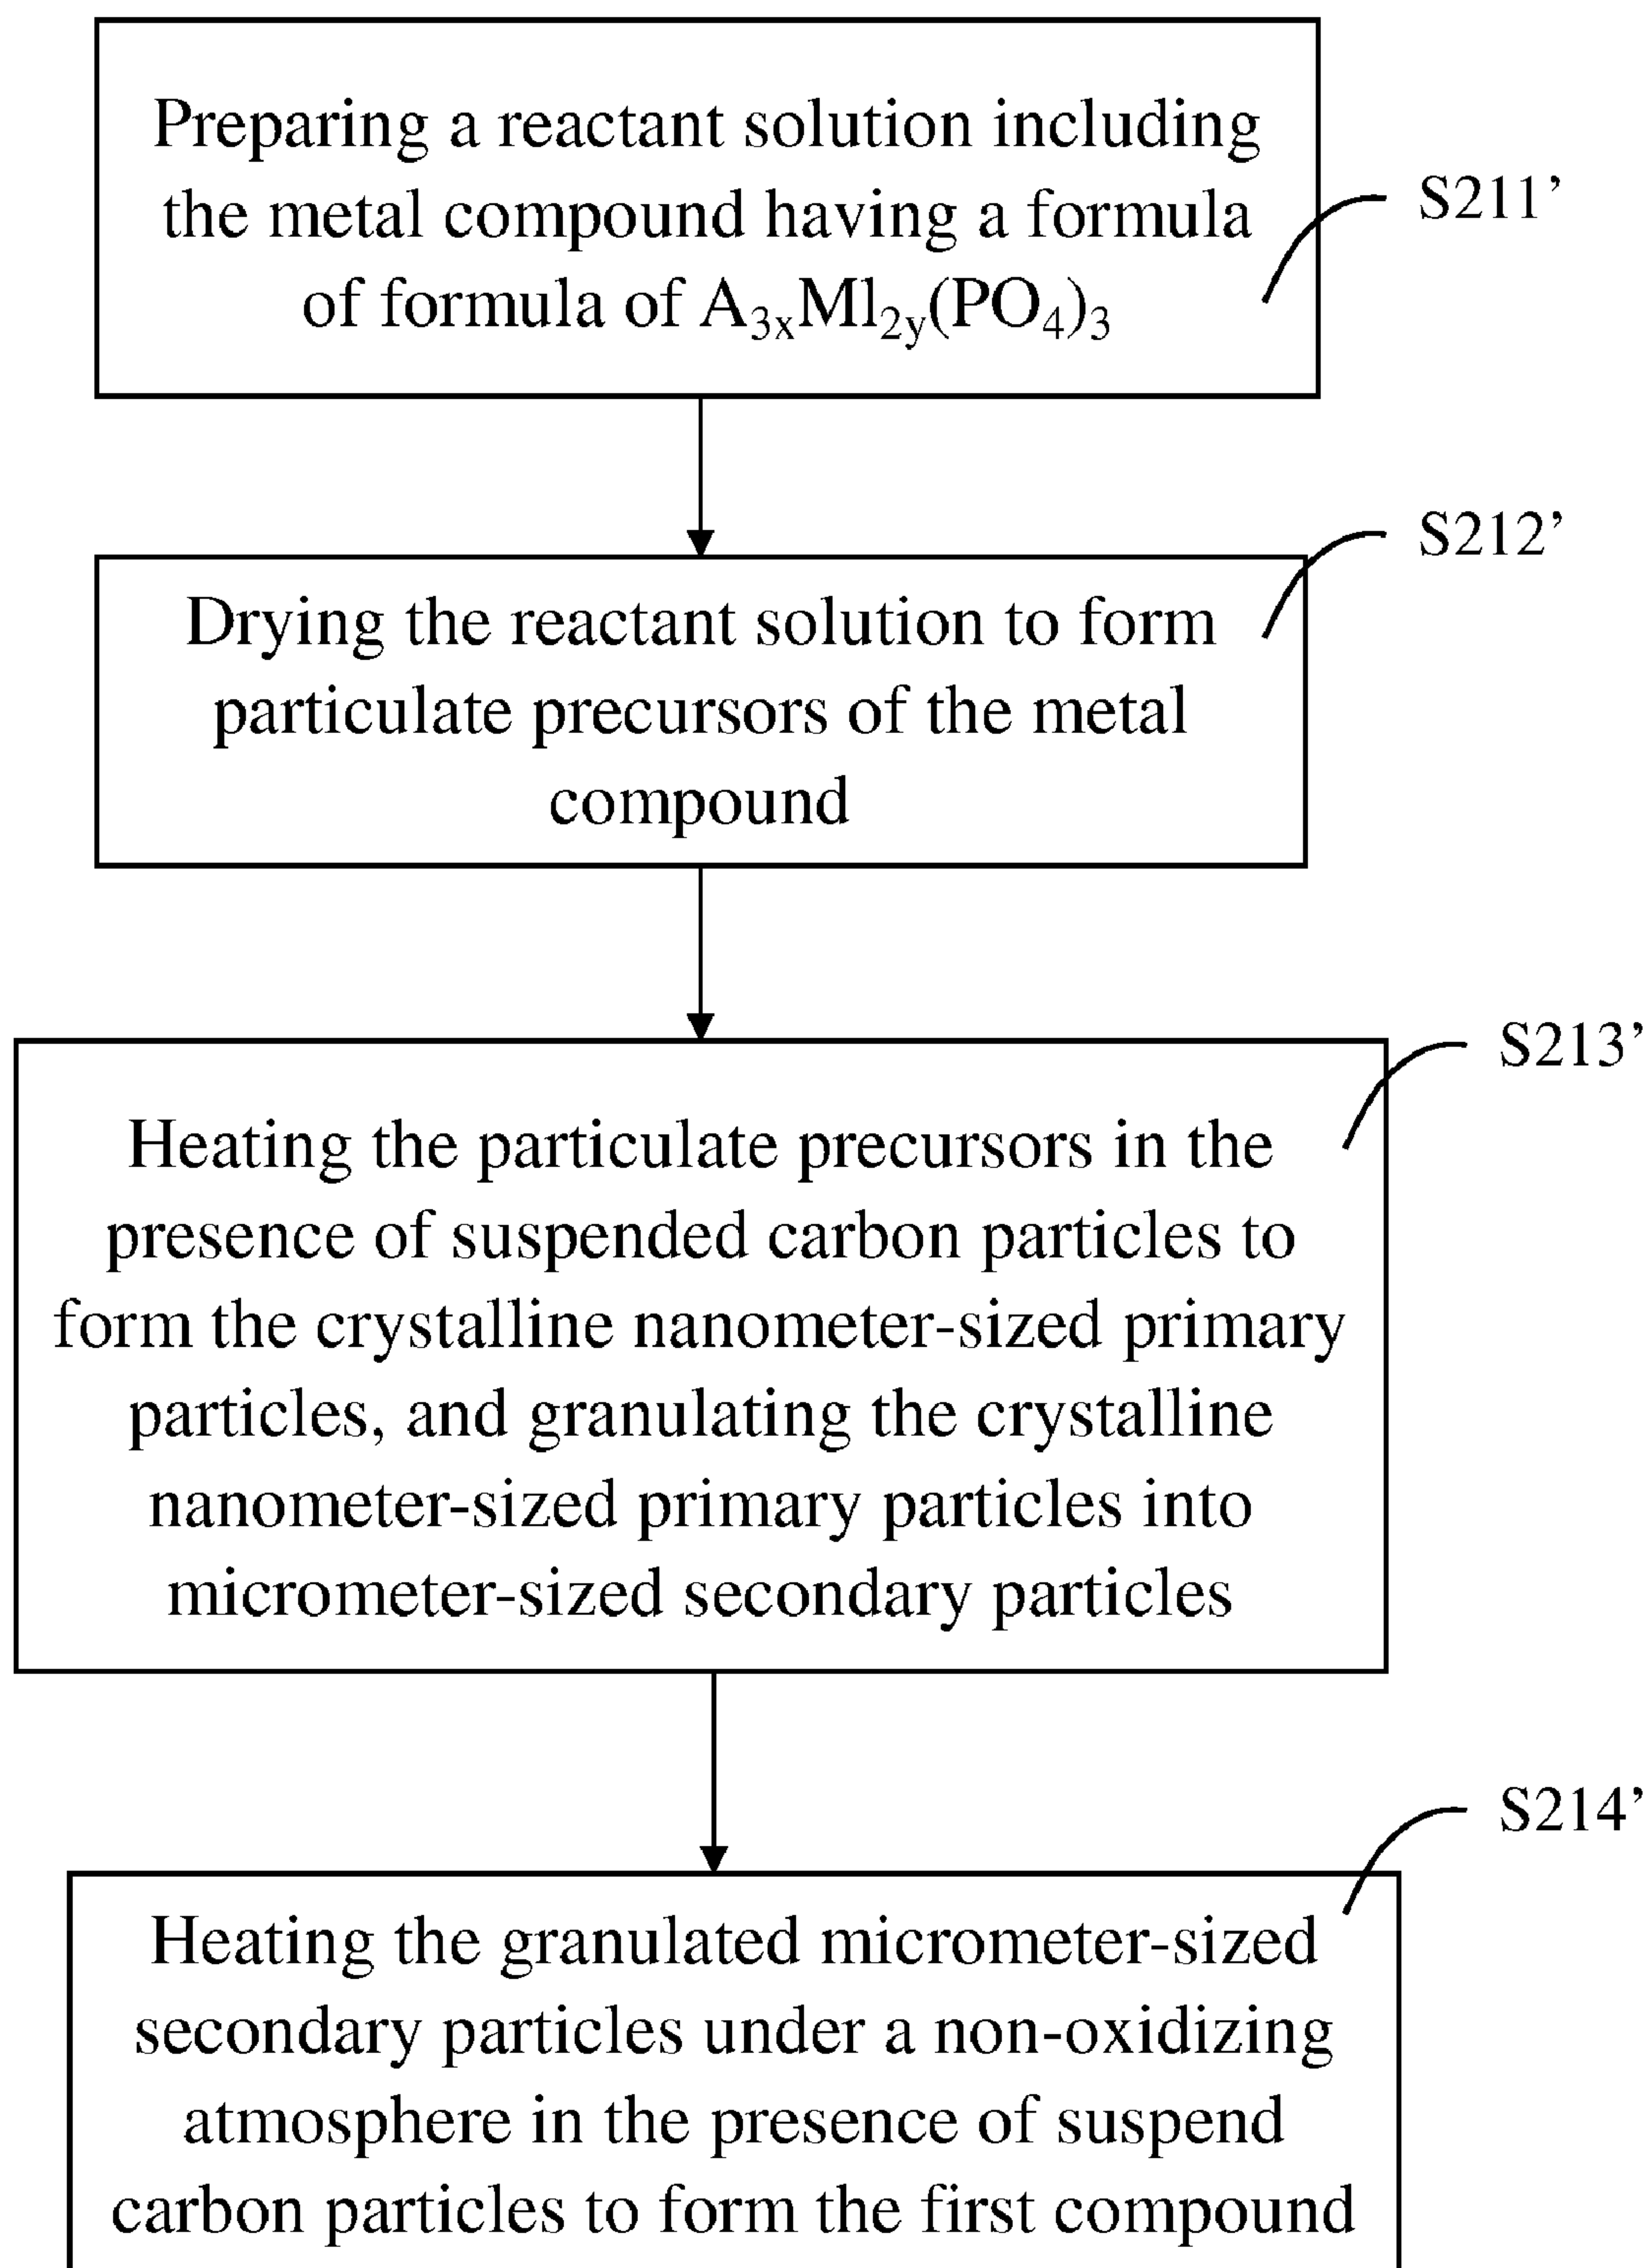 Preparing a reactant solution including
the metal compound having a formula
of formula of A₃ₓMl₂ᵧ(PO₄)₃
S211’
Drying the reactant solution to form
particulate precursors of the metal
compound
S212’
Heating the particulate precursors in the
presence of suspended carbon particles to
form the crystalline nanometer-sized primary
particles, and granulating the crystalline
nanometer-sized primary particles into
micrometer-sized secondary particles
S213’
Heating the granulated micrometer-sized
secondary particles under a non-oxidizing
atmosphere in the presence of suspend
carbon particles to form the first compound
S214’